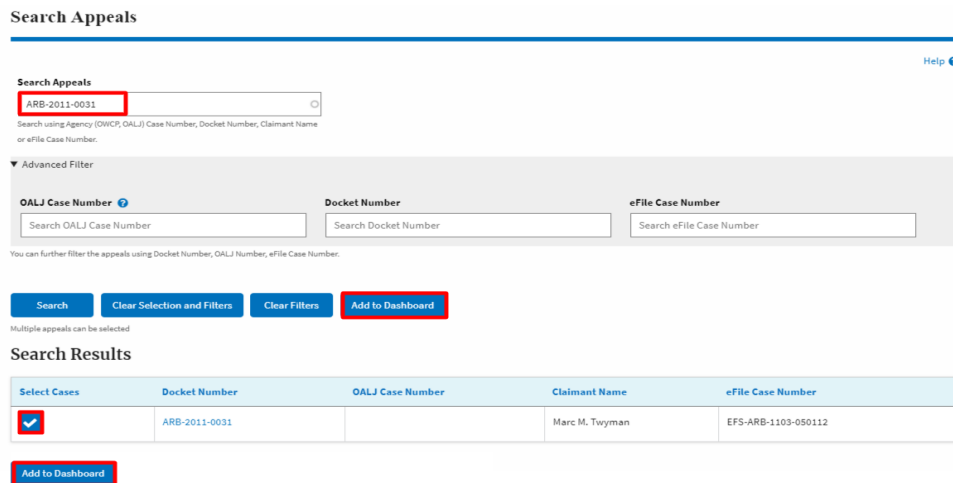 Search Appeals
Help
Search Appeals
ARB-2011-0031
Search using Agency (OWCP, OALJ) Case Number, Docket Number, Claimant Name
or eFile Case Number.
Advanced Filter
OALJ Case Number ? Docket Number eFile Case Number
Search OALJ Case Number Search Docket Number Search eFile Case Number
You can further filter the appeals using Docket Number, OALJ Number, eFile Case Number.
Search Clear Selection and Filters Clear Filters Add to Dashboard
Multiple appeals can be selected
Search Results
Select Cases Docket Number OALJ Case Number Claimant Name eFile Case Number
ARB-2011-0031 Marc M. Twyman EFS-ARB-1103-050112
Add to Dashboard